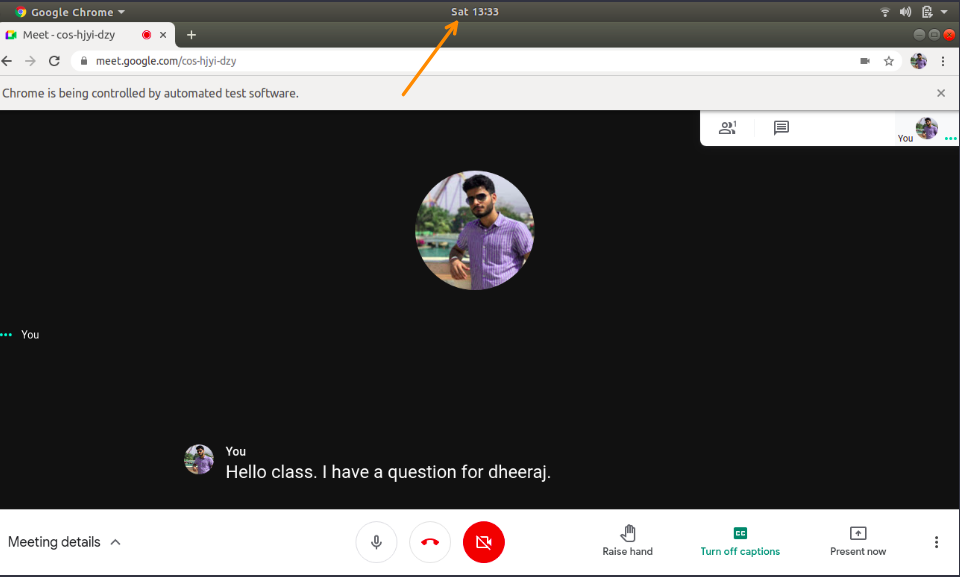 Google Chrome
Sat 13:33
Meet - cos-hjyi-dzy
meet.google.com/cos-hjyi-dzy
Chrome is being controlled by automated test software.
1
You
You
You
Hello class. I have a question for dheeraj.
Meeting details
CC
Raise hand
Turn off captions
Present now